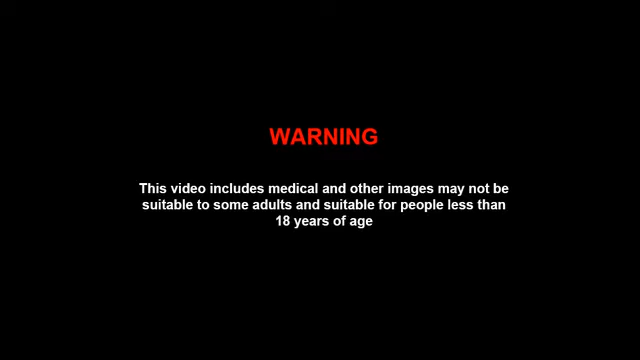 WARNING
This video includes medical and other images may not be
suitable to some adults and suitable for people less than
18 years of age